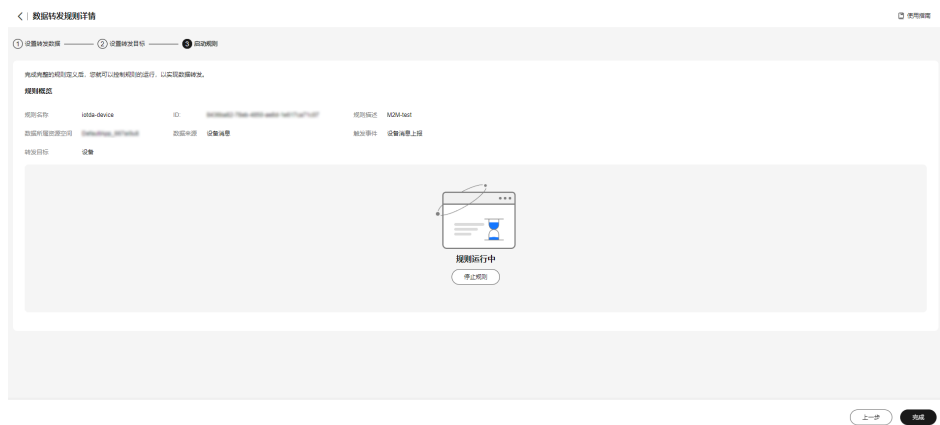 数据转发规则详情
使用指南
1 设置转发数据 2 设置转发目标 3 启动规则
完成完整的规则定义后，您就可以控制规则的运行，以实现数据转发。
规则概览
规则名称 iotda-device ID 规则描述 M2M-test
数据所属资源空间 数据来源 设备消息 触发事件 设备消息上报
转发目标 设备
规则运行中
停止规则
上一步 完成